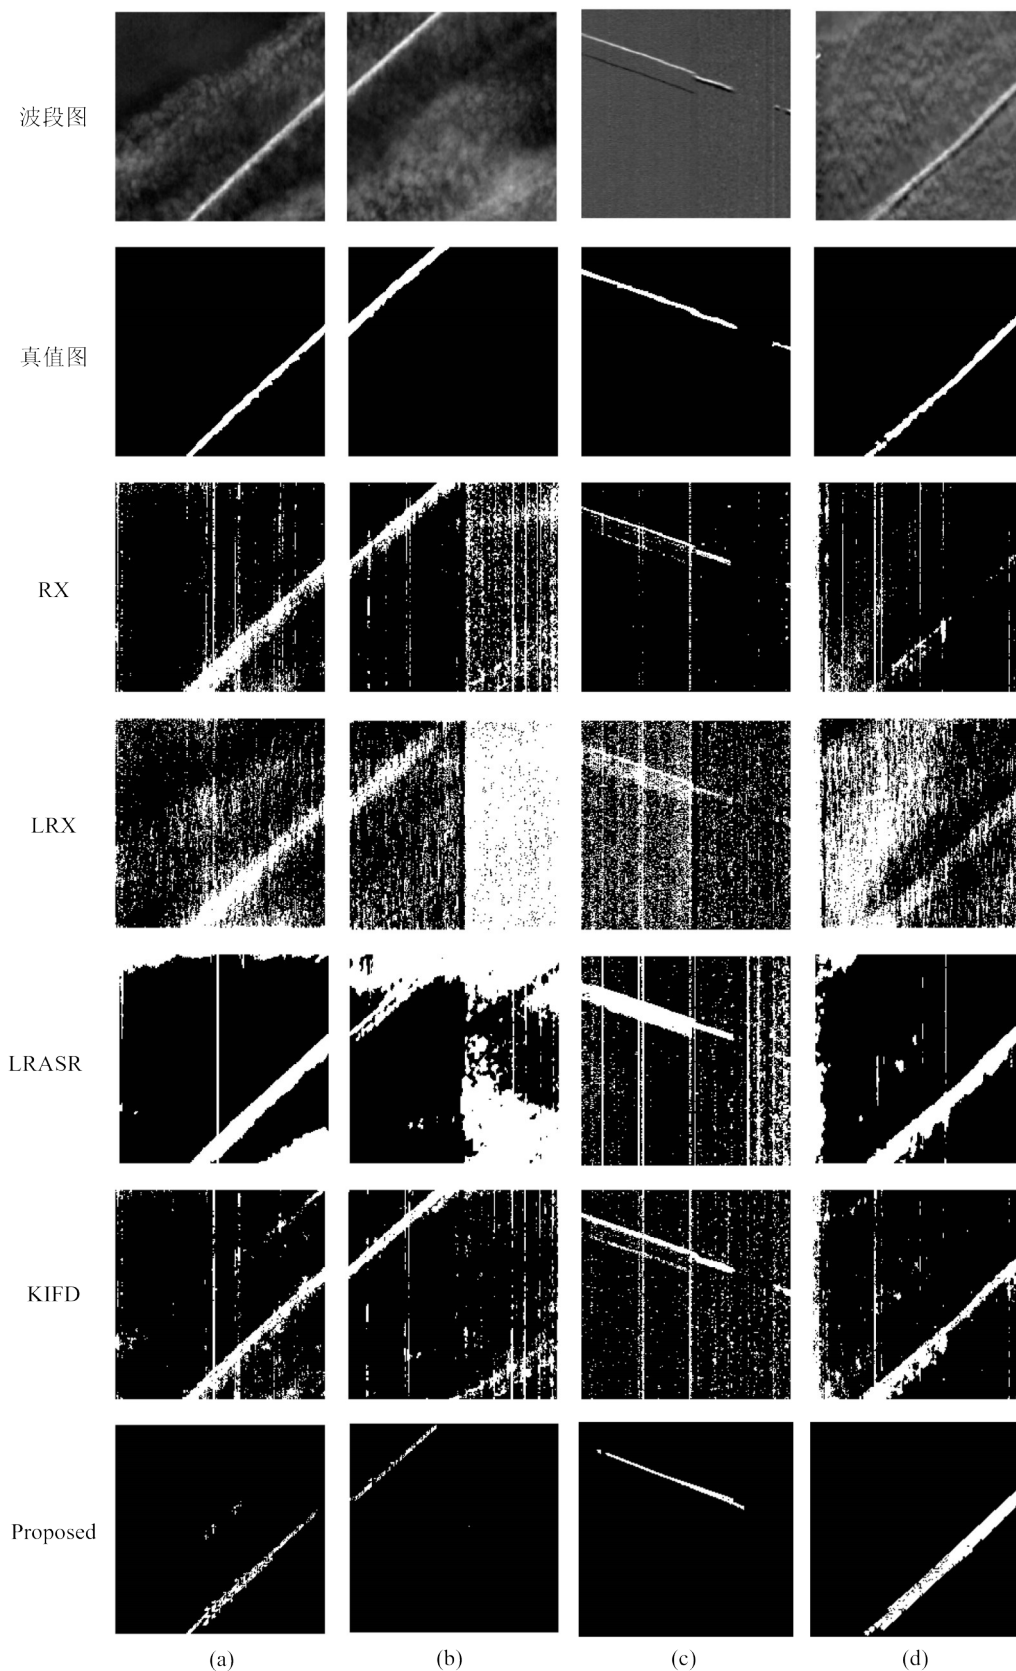 波段图
真值图
RX
LRX
LRASR
KIFD
Proposed
(a) (b) (c) (d)